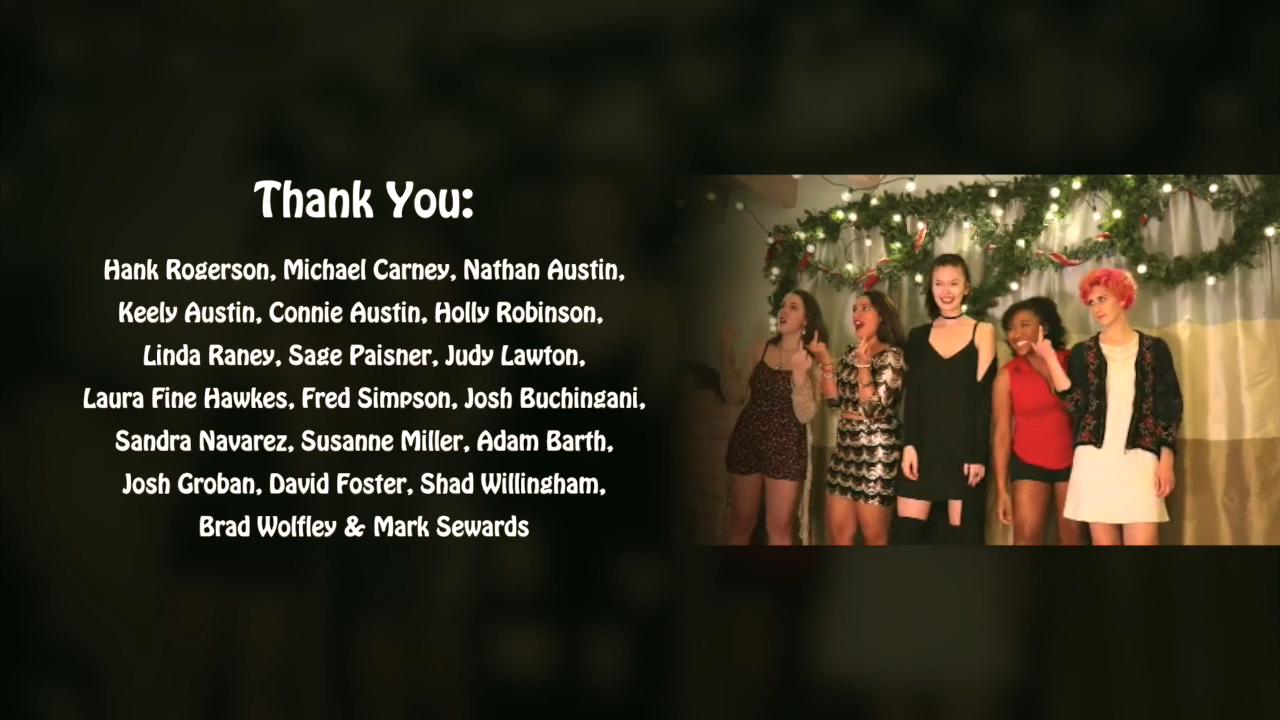 Thank You:
Hank Rogerson, Michael Carney, Nathan Austin,
Keely Austin, Connie Austin, Holly Robinson,
Linda Raney, Sage Paisner, Judy Lawton,
Laura Fine Hawkes, Fred Simpson, Josh Buchingani,
Sandra Navarez, Susanne Miller, Adam Barth,
Josh Groban, David Foster, Shad Willingham,
Brad Wolfley & Mark Sewards